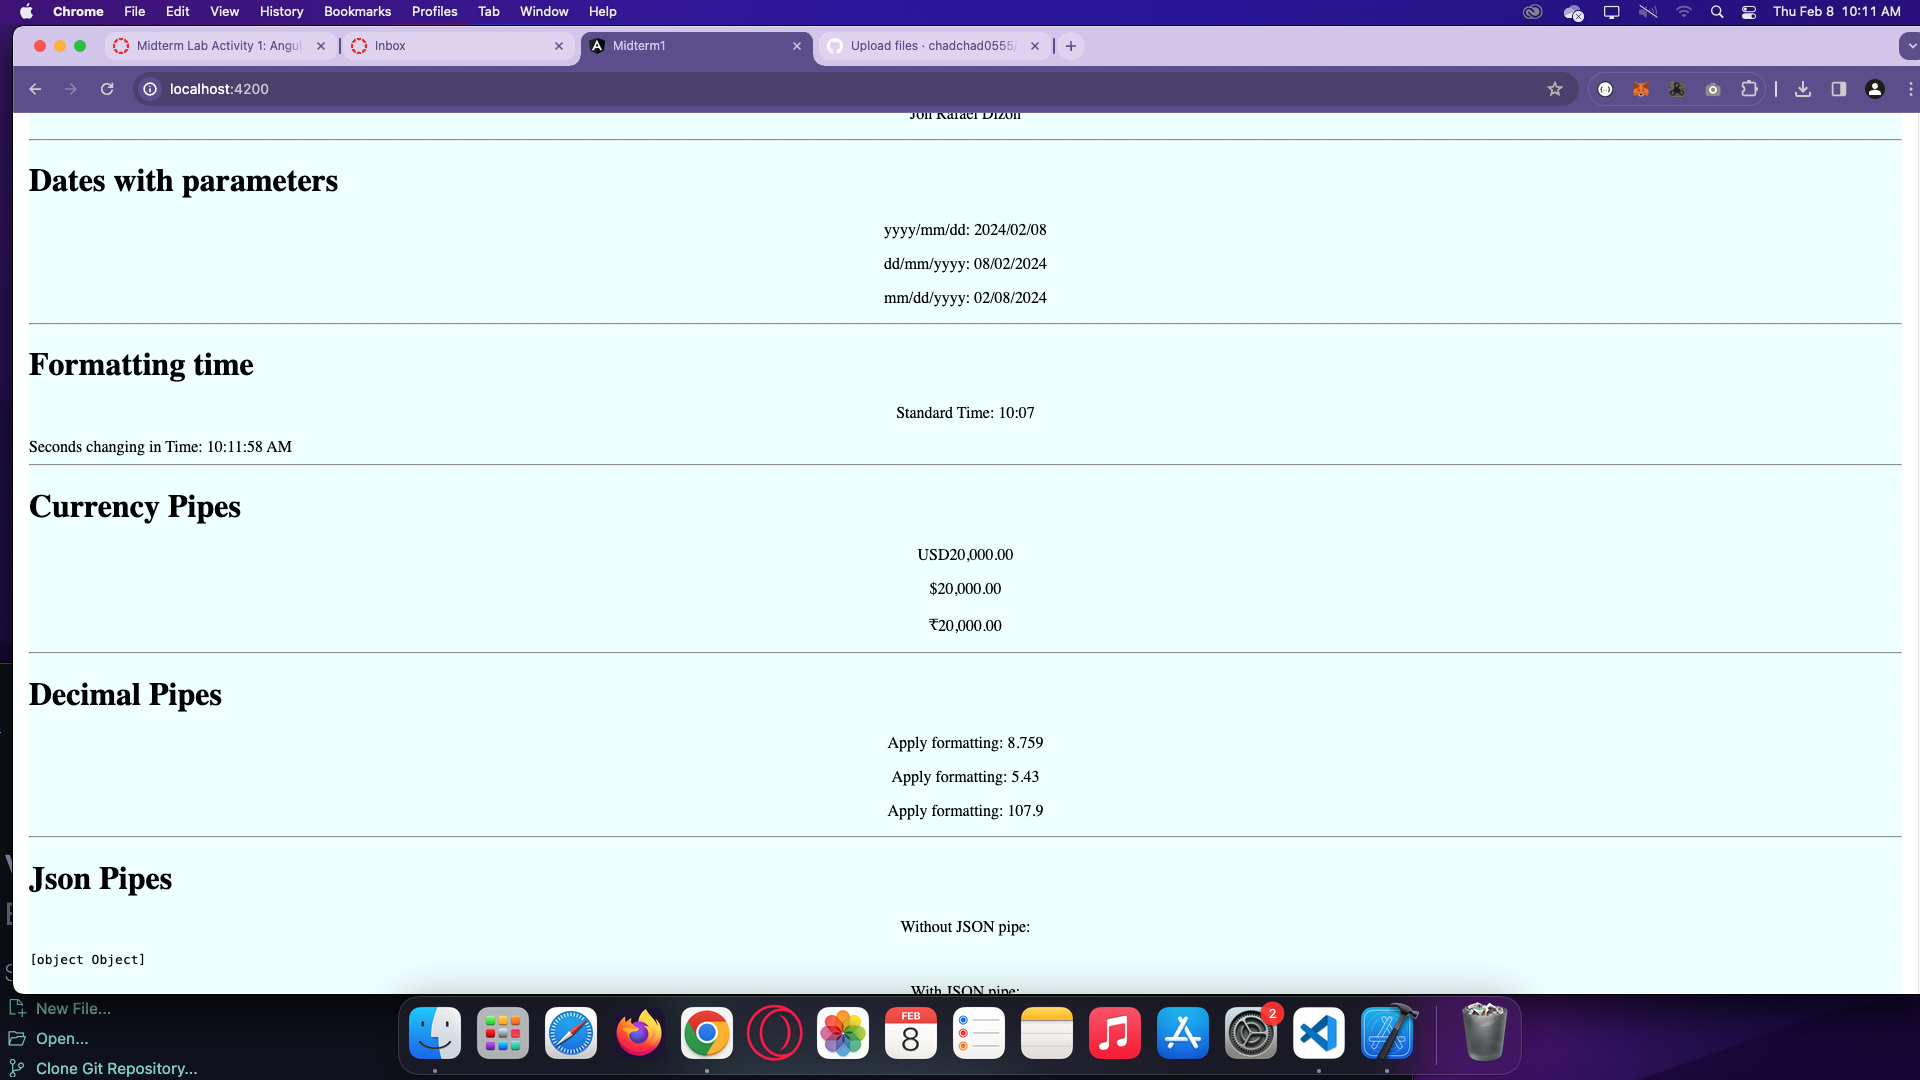 Chrome File Edit View History Bookmarks Profiles Tab Window Help Thu Feb 8 10:11 AM
Midterm Lab Activity 1: Angul Inbox Midterm1 Upload files · chadchad0555/
localhost:4200
Jon Rafael Dizon
Dates with parameters
yyyy/mm/dd: 2024/02/08
dd/mm/yyyy: 08/02/2024
mm/dd/yyyy: 02/08/2024
Formatting time
Standard Time: 10:07
Seconds changing in Time: 10:11:58 AM
Currency Pipes
USD20,000.00
$20,000.00
₹20,000.00
Decimal Pipes
Apply formatting: 8.759
Apply formatting: 5.43
Apply formatting: 107.9
Json Pipes
Without JSON pipe:
[object Object]
With JSON pipe:
New File...
Open...
Clone Git Repository...
FEB
8
2